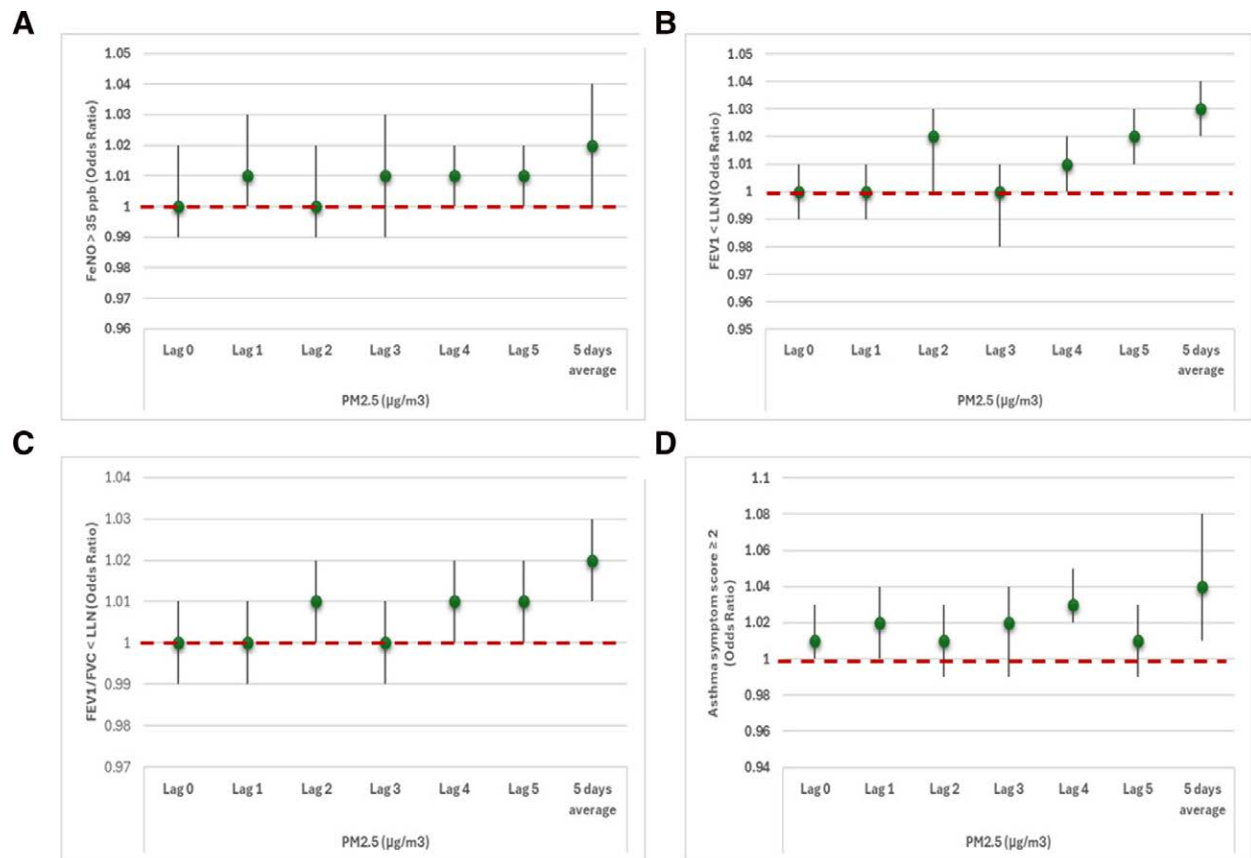 A
FeNO > 35 ppb (Odds Ratio)
1.05
1.04
1.03
1.02
1.01
1
0.99
0.98
0.97
0.96
Lag 0 Lag 1 Lag 2 Lag 3 Lag 4 Lag 5 5 days
average
PM2.5 (µg/m3)
B
FEV1 < LLN (Odds Ratio)
1.05
1.04
1.03
1.02
1.01
1
0.99
0.98
0.97
0.96
0.95
Lag 0 Lag 1 Lag 2 Lag 3 Lag 4 Lag 5 5 days
average
PM2.5 (µg/m3)
C
FEV1/FVC < LLN (Odds Ratio)
1.04
1.03
1.02
1.01
1
0.99
0.98
0.97
Lag 0 Lag 1 Lag 2 Lag 3 Lag 4 Lag 5 5 days
average
PM2.5 (µg/m3)
D
Asthma symptom score ≥ 2
(Odds Ratio)
1.1
1.08
1.06
1.04
1.02
1
0.98
0.96
0.94
Lag 0 Lag 1 Lag 2 Lag 3 Lag 4 Lag 5 5 days
average
PM2.5 (µg/m3)